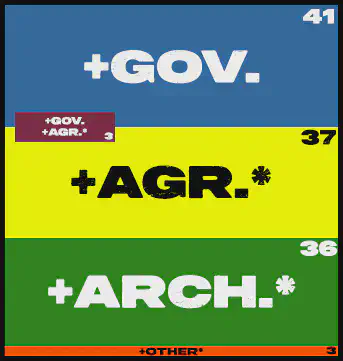 41
+GOV.
+GOV.
+AGR.*
3
37
+AGR.*
36
+ARCH.*
+OTHER*
3